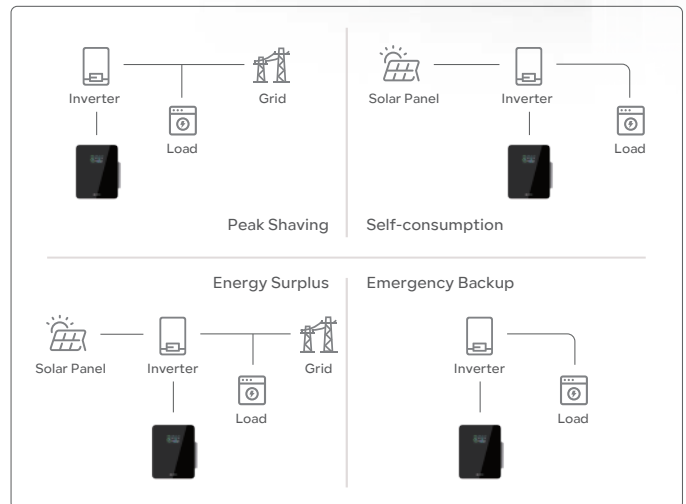 Inverter
Grid
Load
Peak Shaving
Solar Panel
Inverter
Load
Self-consumption
Energy Surplus
Solar Panel
Inverter
Grid
Load
Emergency Backup
Inverter
Load